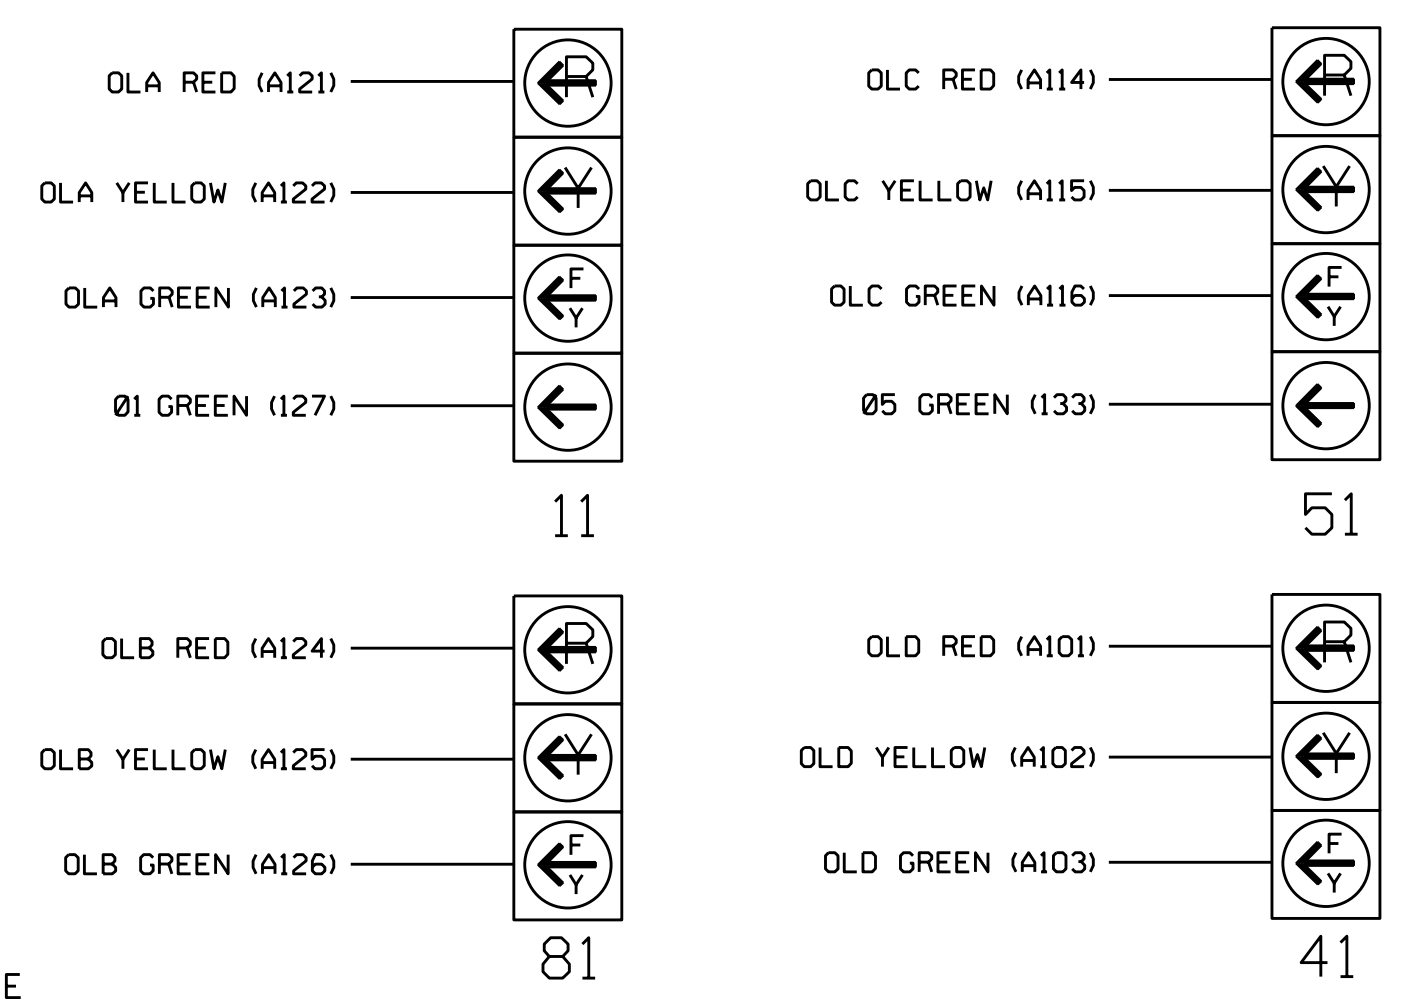 OLA RED (A121)
R
OLA YELLOW (A122)
Y
OLA GREEN (A123)
F
Y
Ø1 GREEN (127)
11
OLC RED (A114)
R
OLC YELLOW (A115)
Y
OLC GREEN (A116)
F
Y
Ø5 GREEN (133)
51
OLB RED (A124)
R
OLB YELLOW (A125)
Y
OLB GREEN (A126)
F
Y
81
OLD RED (A101)
R
OLD YELLOW (A102)
Y
OLD GREEN (A103)
F
Y
41
E